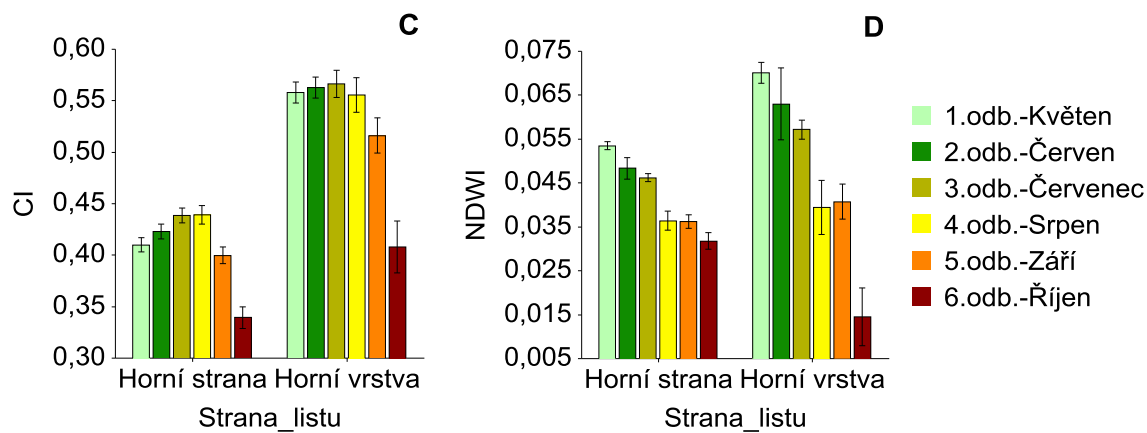 C
0,60
0,55
0,50
0,45
0,40
0,35
0,30
CI
Horní strana Horní vrstva
Strana_listu
D
0,075
0,065
0,055
0,045
0,035
0,025
0,015
0,005
NDWI
Horní strana Horní vrstva
Strana_listu
1.odb.-Květen
2.odb.-Červen
3.odb.-Červenec
4.odb.-Srpen
5.odb.-Září
6.odb.-Říjen